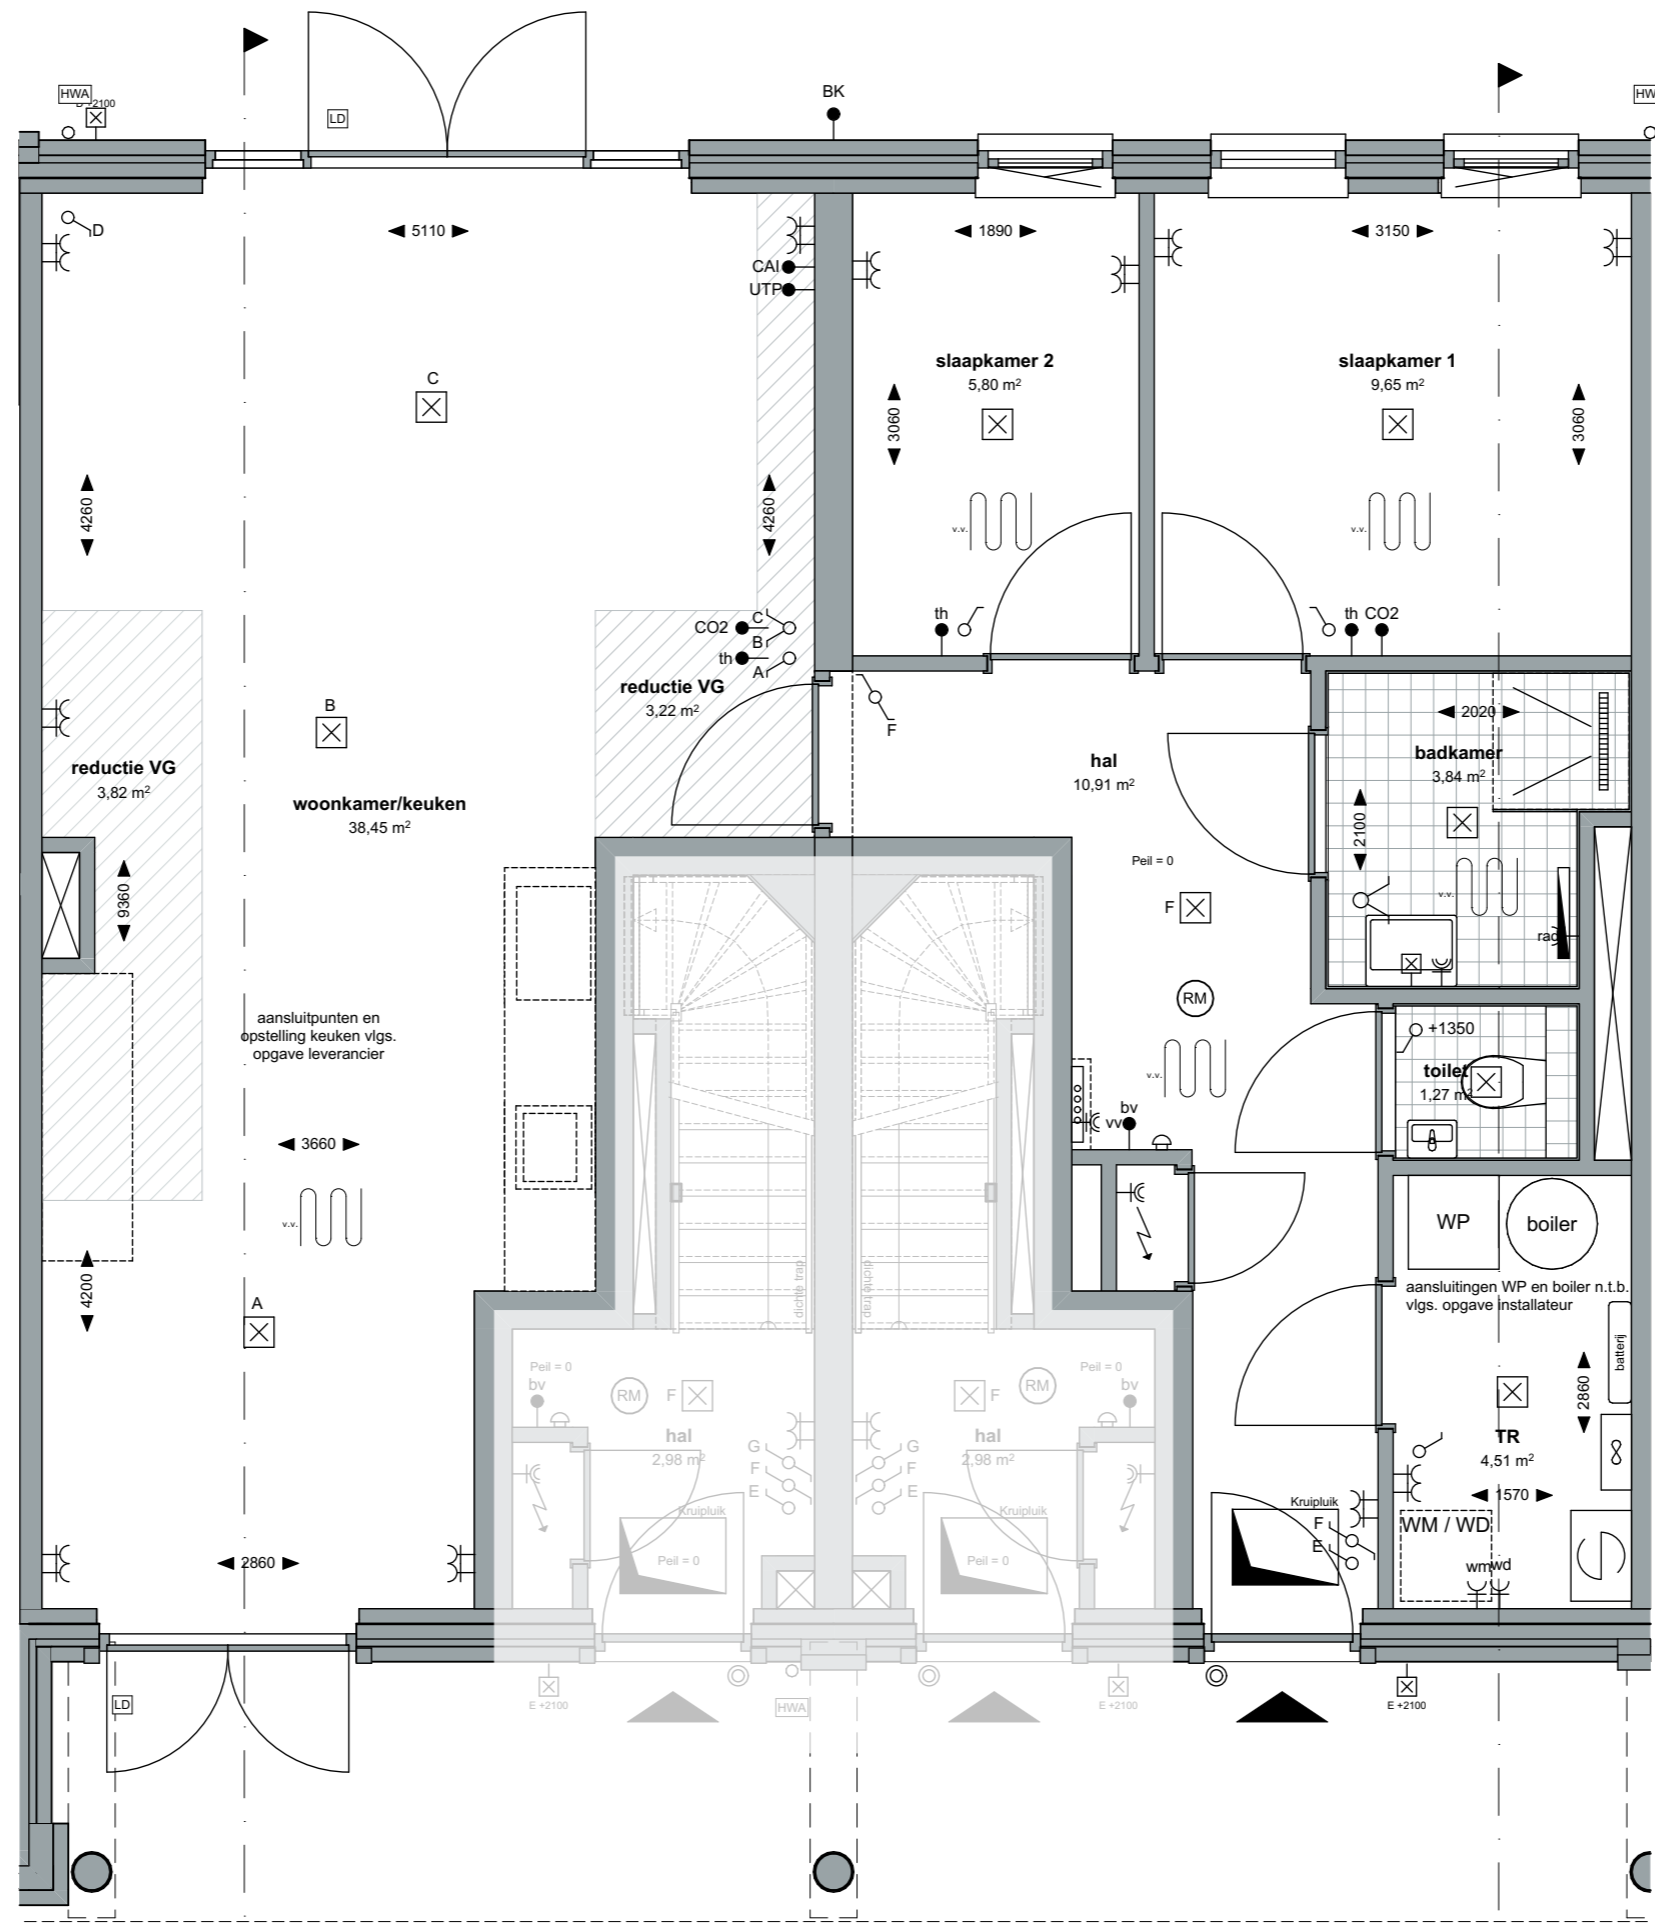 HWA
D +2100
LD
BK
HW
D
5110
CAI
UTP
1890
3150
slaapkamer 2
5,80 m²
slaapkamer 1
9,65 m²
C
3060
3060
4260
4260
v.v.
v.v.
th
th CO2
CO2
C
B
th
A
reductie VG
3,22 m²
F
B
reductie VG
3,82 m²
woonkamer/keuken
38,45 m²
hal
10,91 m²
2020
badkamer
3,84 m²
2100
Peil = 0
9360
F
v.v.
rad
RM
aansluitpunten en
opstelling keuken vlgs.
opgave leverancier
+1350
toilet
1,27 m²
v.v.
bv
vv
3660
v.v.
WP
boiler
aansluitingen WP en boiler n.t.b.
vlgs. opgave installateur
4200
A
dichte trap
dichte trap
batterij
2860
Peil = 0
bv
RM
F
F
RM
Peil = 0
bv
hal
2,98 m²
hal
2,98 m²
G
F
E
G
F
E
TR
4,51 m²
1570
Kruipluik
Peil = 0
Kruipluik
Peil = 0
Kruipluik
F
E
WM / WD
wm
wd
2860
LD
E +2100
HWA
E +2100
E +2100